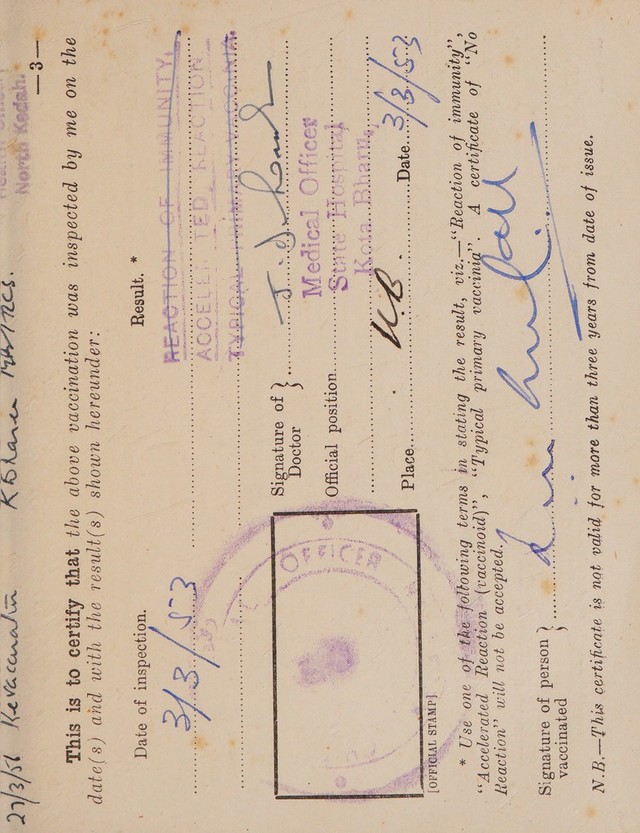 North Kedah.
27/3/56 Revaccination K Bharu
—3—
This is to certify that the above vaccination was inspected by me on the
date(s) and with the result(s) shown hereunder:
Date of inspection. Result. *
3/3/53 REACTION OF IMMUNITY,
ACCELERATED REACTION
TYPICAL PRIMARY VACCINIA
Signature of Doctor }
Medical Officer
Official position State Hospital
Kota Bharu,
Place K.B. Date 3/3/53
OFFICER
[OFFICIAL STAMP]
* Use one of the following terms in stating the result, viz.—"Reaction of immunity",
"Accelerated Reaction (vaccinoid)", "Typical primary vaccinia". A certificate of "No
Reaction" will not be accepted.
Signature of person vaccinated }
N.B.—This certificate is not valid for more than three years from date of issue.